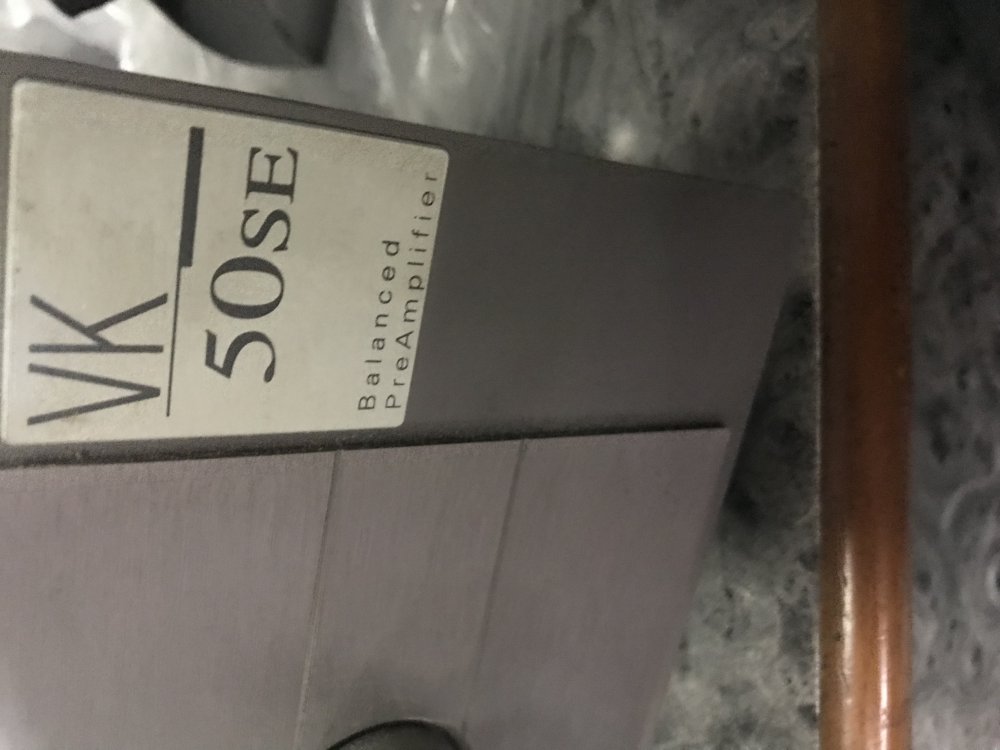 VK
50SE
Balanced
PreAmplifier